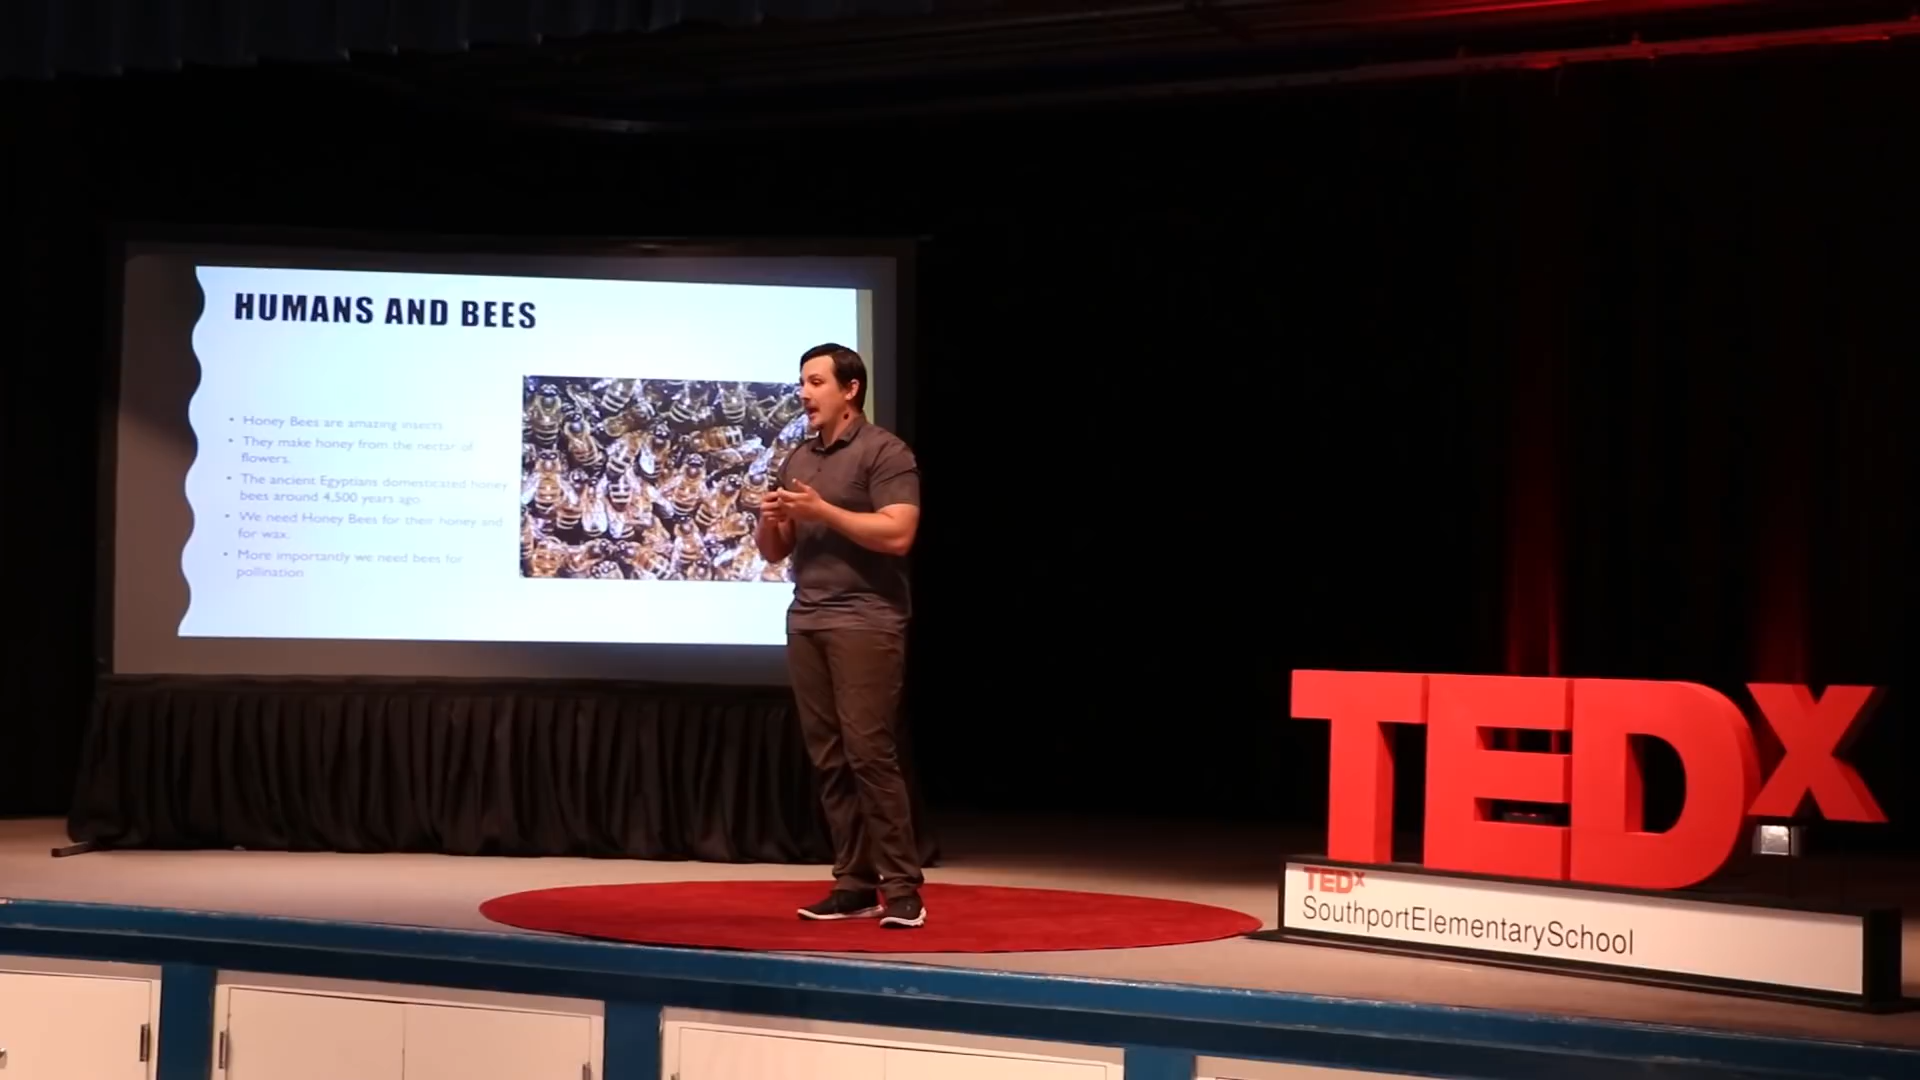 HUMANS AND BEES
• Honey Bees are amazing insects
• They make honey from the nectar of
flowers.
• The ancient Egyptians domesticated honey
bees around 4,500 years ago
• We need Honey Bees for their honey and
for wax.
• More importantly we need bees for
pollination
TEDx
TEDx
SouthportElementarySchool